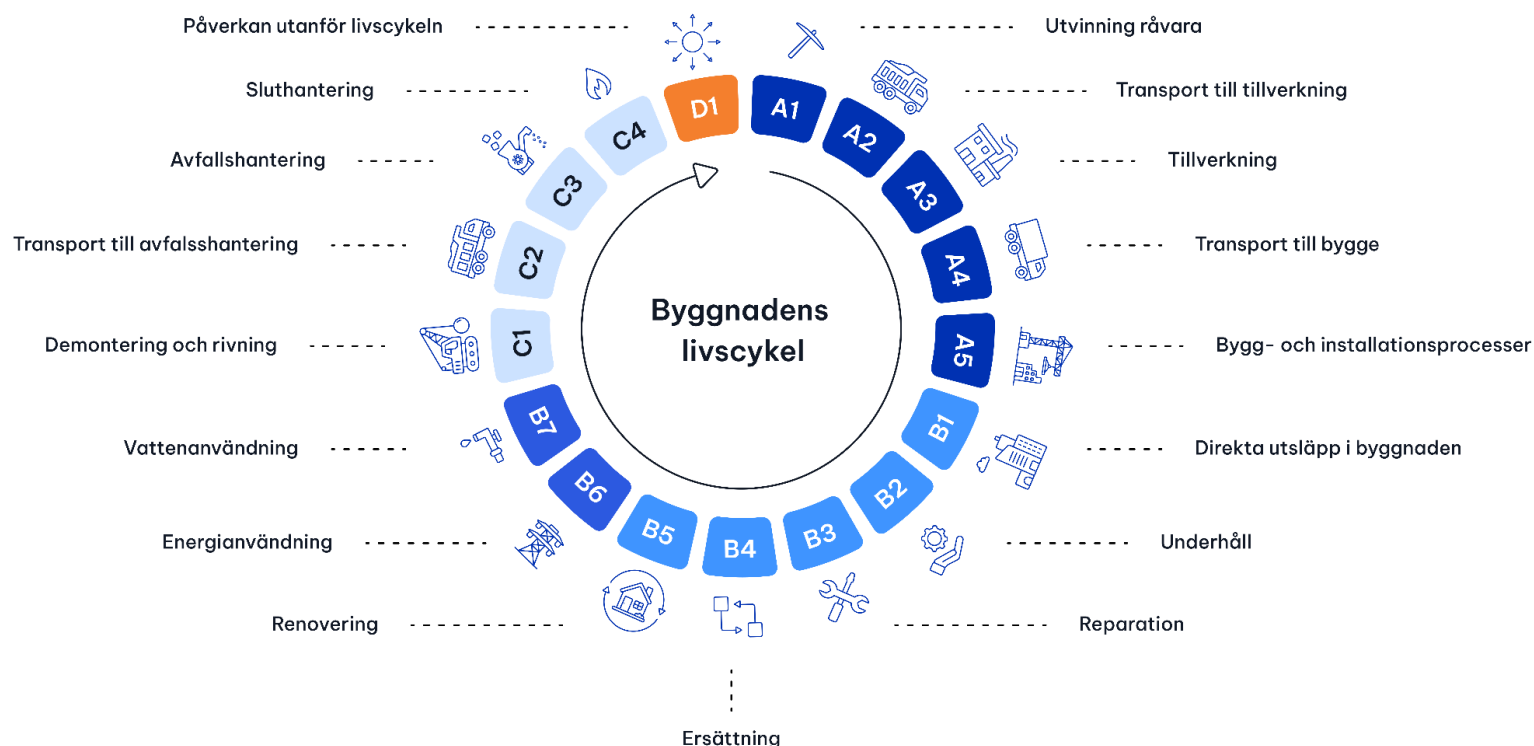 Påverkan utanför livscykeln
Utvinning råvara
Sluthantering
Transport till tillverkning
Avfallshantering
Tillverkning
Transport till avfalsshantering
Transport till bygge
Demontering och rivning
Bygg- och installationsprocesser
Vattenanvändning
Direkta utsläpp i byggnaden
Energianvändning
Underhåll
Renovering
Reparation
Ersättning
D1
A1
A2
A3
A4
A5
B1
B2
B3
B4
B5
B6
B7
C1
C2
C3
C4
Byggnadens
livscykel